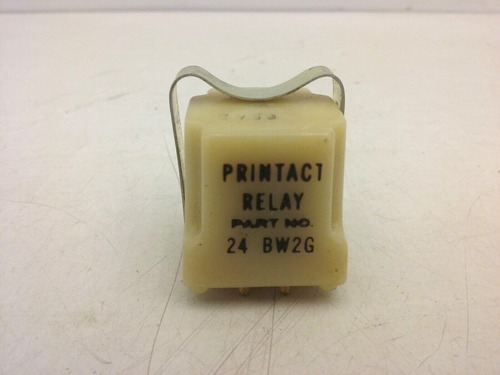 PRINTACT
RELAY
PART NO.
24 BW2G